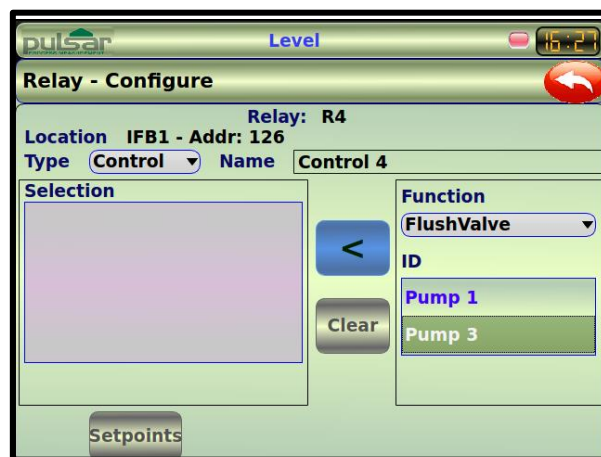 pulsar
Level
16:27
Relay - Configure
Relay: R4
Location IFB1 - Addr: 126
Type Control Name Control 4
Selection
Function
FlushValve
<
ID
Pump 1
Clear
Pump 3
Setpoints